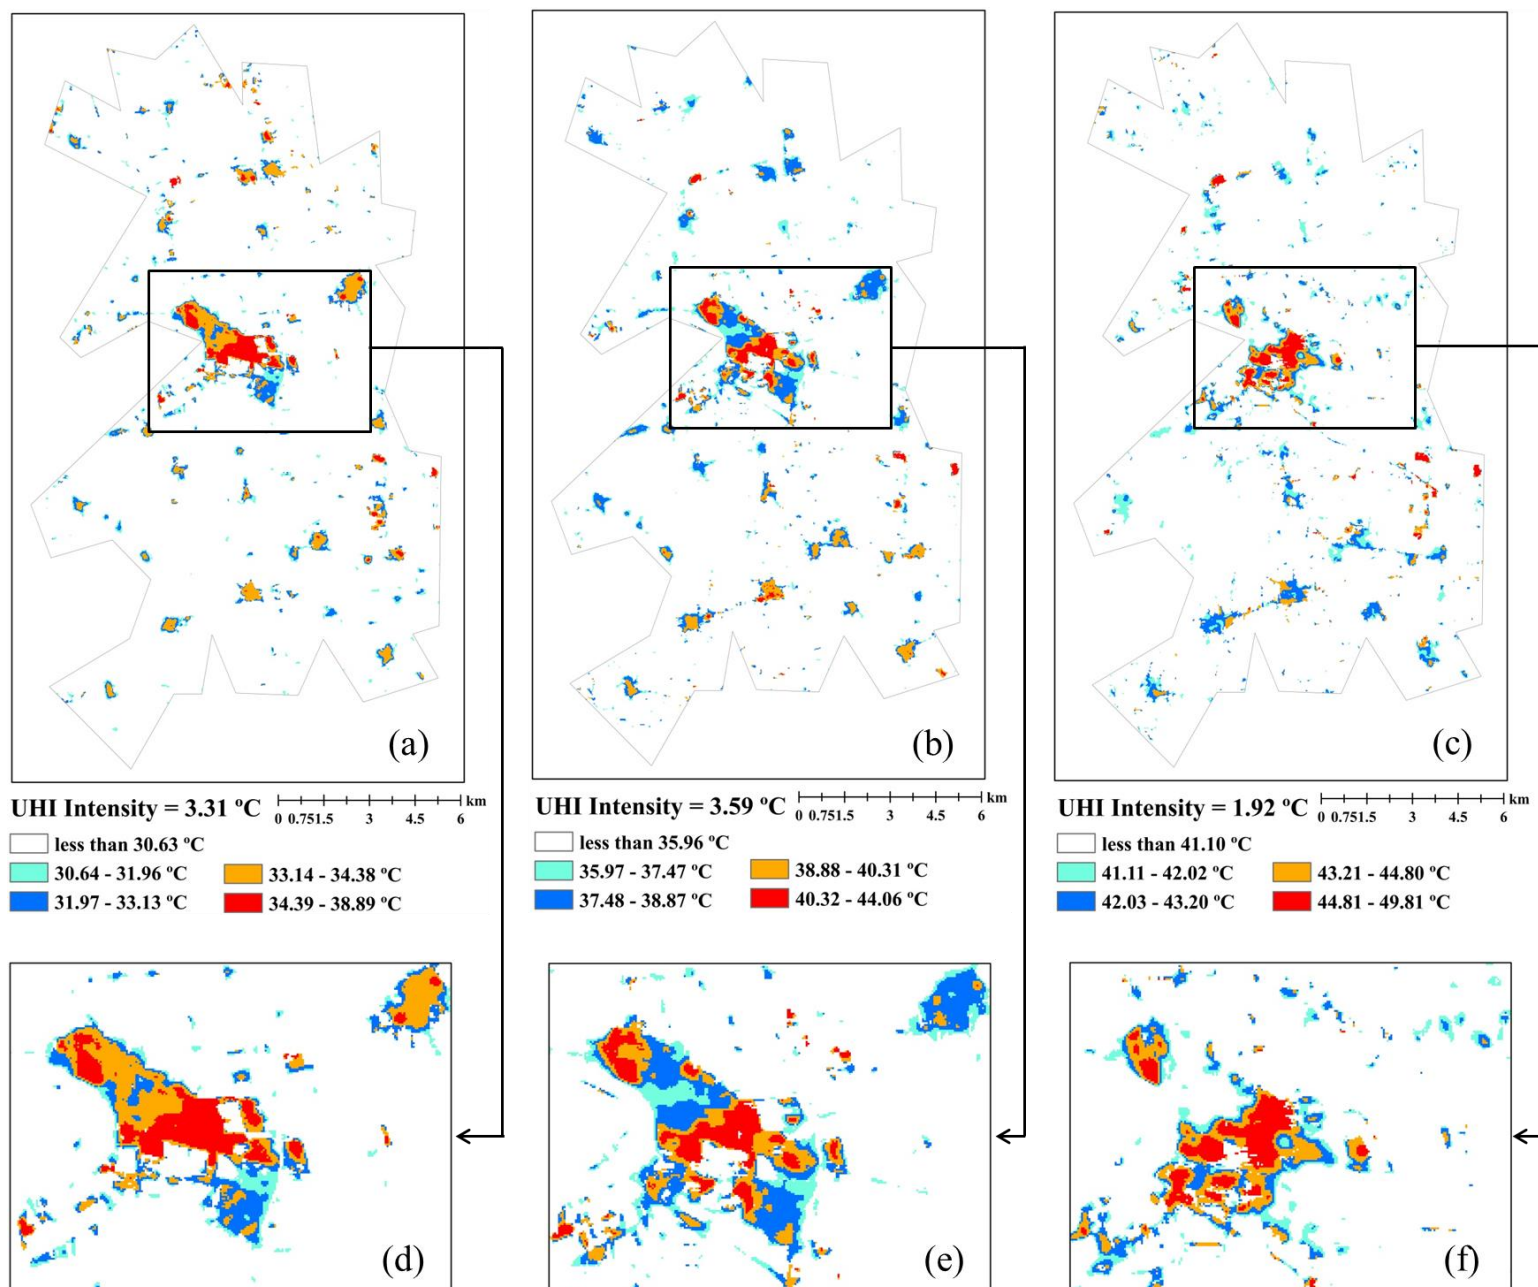 (a)
(b)
(c)
UHI Intensity = 3.31 ºC
km
0 0.75 1.5 3 4.5 6
less than 30.63 ºC
30.64 - 31.96 ºC 33.14 - 34.38 ºC
31.97 - 33.13 ºC 34.39 - 38.89 ºC
UHI Intensity = 3.59 ºC
km
0 0.75 1.5 3 4.5 6
less than 35.96 ºC
35.97 - 37.47 ºC 38.88 - 40.31 ºC
37.48 - 38.87 ºC 40.32 - 44.06 ºC
UHI Intensity = 1.92 ºC
km
0 0.75 1.5 3 4.5 6
less than 41.10 ºC
41.11 - 42.02 ºC 43.21 - 44.80 ºC
42.03 - 43.20 ºC 44.81 - 49.81 ºC
(d)
(e)
(f)